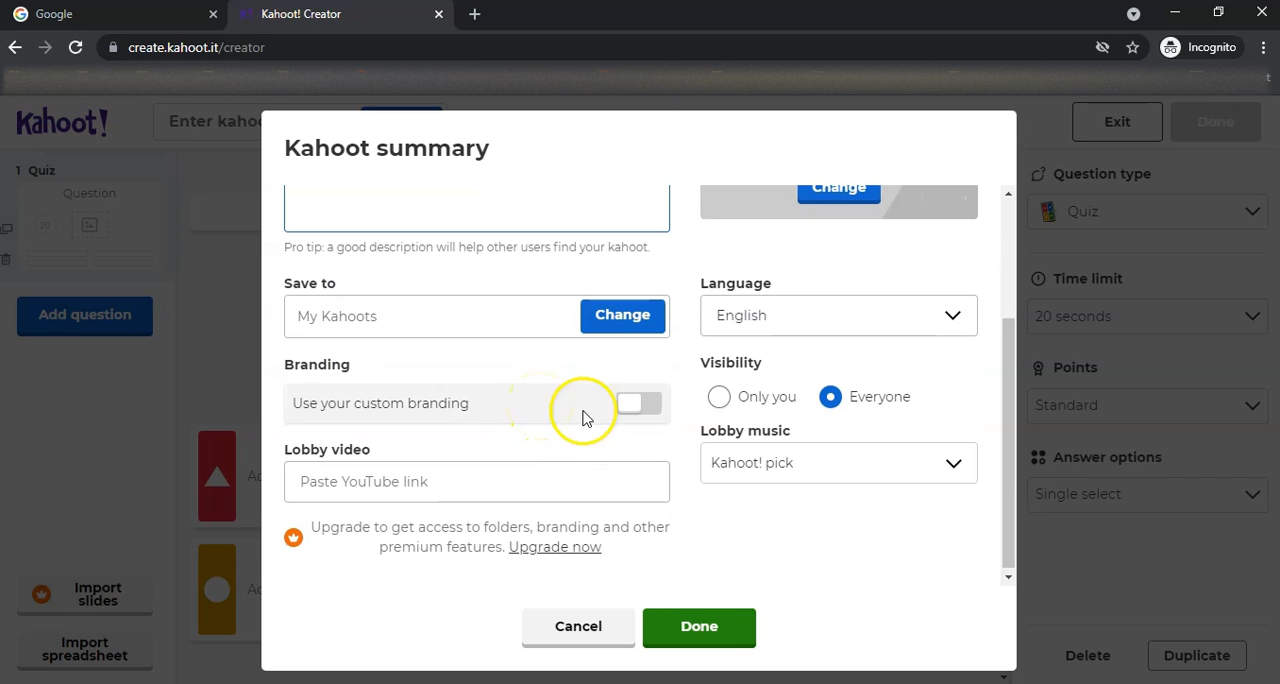 Google
Kahoot! Creator
create.kahoot.it/creator
Incognito
Kahoot!
Enter kaho
Exit
Done
Kahoot summary
1 Quiz
Question
20
Add question
Import slides
Import spreadsheet
Change
Pro tip: a good description will help other users find your kahoot.
Save to
My Kahoots
Change
Branding
Use your custom branding
Lobby video
Paste YouTube link
Upgrade to get access to folders, branding and other
premium features. Upgrade now
Language
English
Visibility
Only you
Everyone
Lobby music
Kahoot! pick
Cancel
Done
Question type
Quiz
Time limit
20 seconds
Points
Standard
Answer options
Single select
Delete
Duplicate